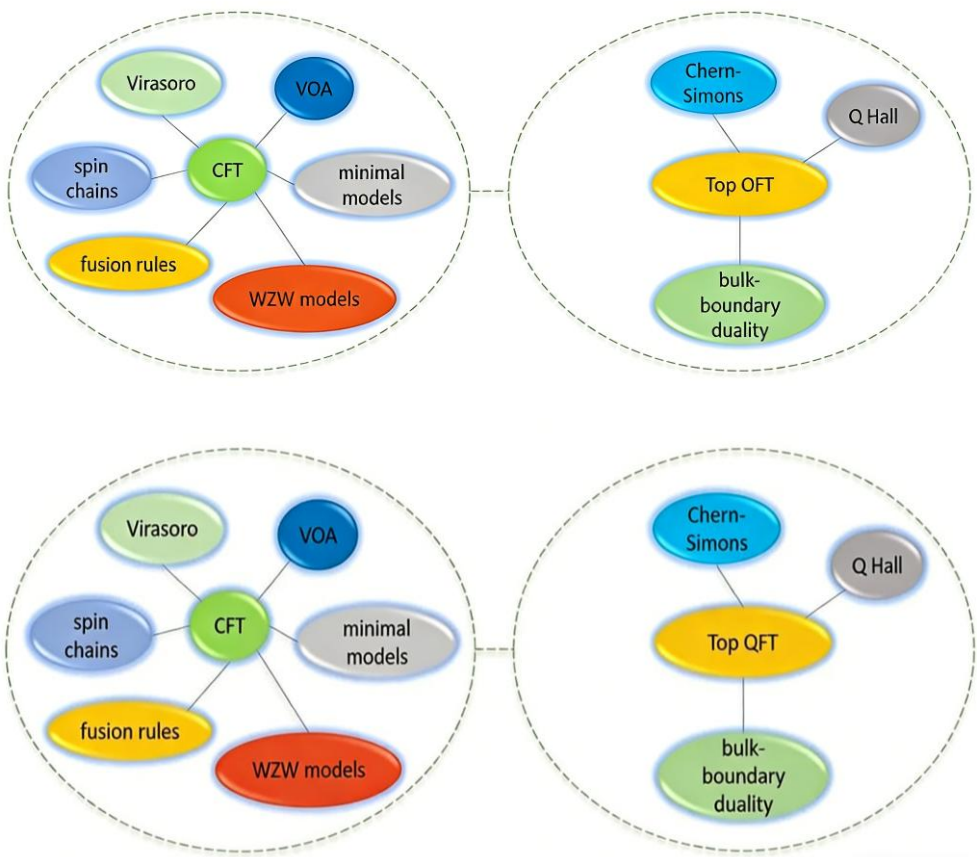 Virasoro
VOA
spin
chains
CFT
minimal
models
fusion rules
WZW models
Chern-
Simons
Q Hall
Top OFT
bulk-
boundary
duality
Virasoro
VOA
spin
chains
CFT
minimal
models
fusion rules
WZW models
Chern-
Simons
Q Hall
Top QFT
bulk-
boundary
duality